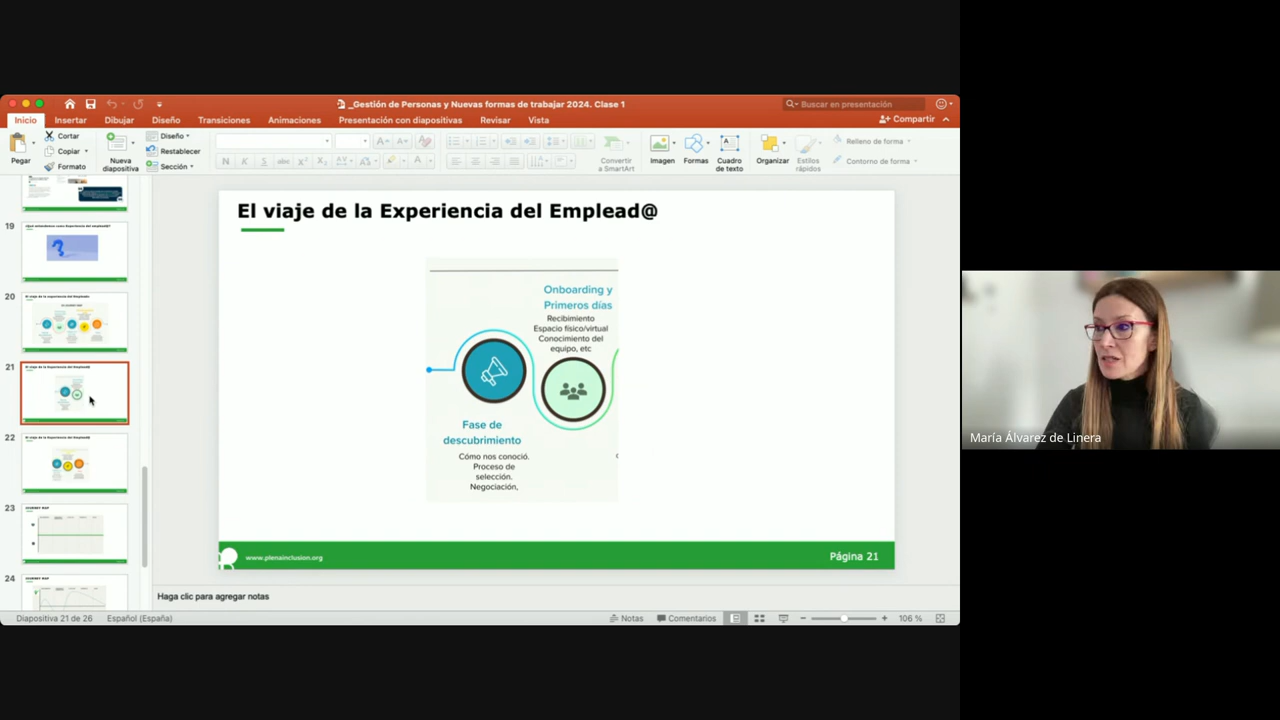 _Gestión de Personas y Nuevas formas de trabajar 2024. Clase 1
Buscar en presentación
Inicio
Insertar
Dibujar
Diseño
Transiciones
Animaciones
Presentación con diapositivas
Revisar
Vista
Compartir
Pegar
Cortar
Copiar
Formato
Nueva
diapositiva
Diseño
Restablecer
Sección
Convertir
a SmartArt
Imagen
Formas
Cuadro
de texto
Organizar
Estilos
rápidos
Relleno de forma
Contorno de forma
19
20
21
22
23
24
El viaje de la Experiencia del Emplead@
Onboarding y
Primeros días
Recibimiento
Espacio físico/virtual
Conocimiento del
equipo, etc
Fase de
descubrimiento
Cómo nos conoció.
Proceso de
selección.
Negociación,
www.plenainclusion.org
Página 21
Haga clic para agregar notas
Diapositiva 21 de 26
Español (España)
Notas
Comentarios
106 %
María Álvarez de Linera